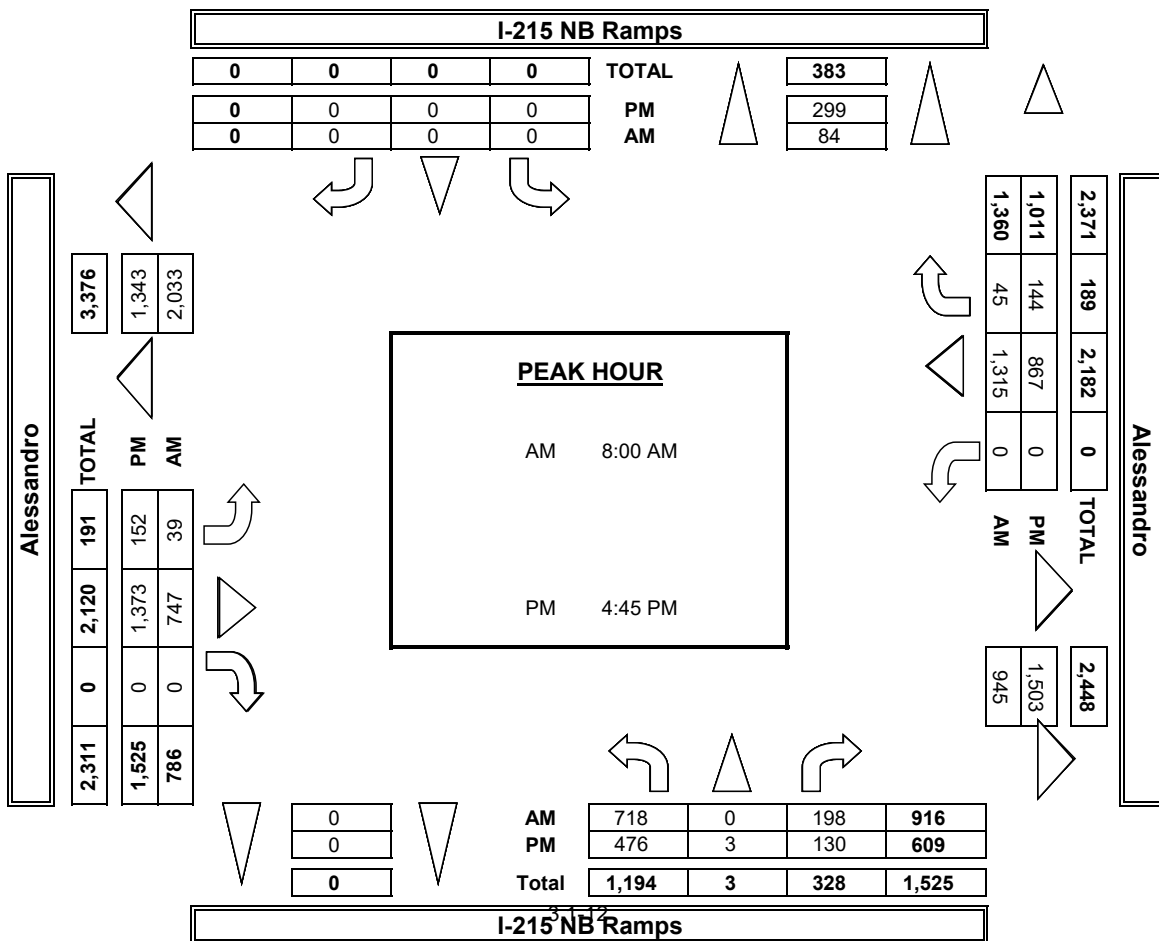 I-215 NB Ramps
0 0 0 0 TOTAL 383
0 0 0 0 PM 299
0 0 0 0 AM 84
Alessandro
3,376 1,343 2,033
TOTAL PM AM
191 152 39
2,120 1,373 747
0 0 0
2,311 1,525 786
PEAK HOUR
AM 8:00 AM
PM 4:45 PM
1,360 1,011 2,371
45 144 189
1,315 867 2,182
0 0 0
AM PM TOTAL
945 1,503 2,448
Alessandro
0 AM 718 0 198 916
0 PM 476 3 130 609
0 Total 1,194 3 328 1,525
3.1-12
I-215 NB Ramps